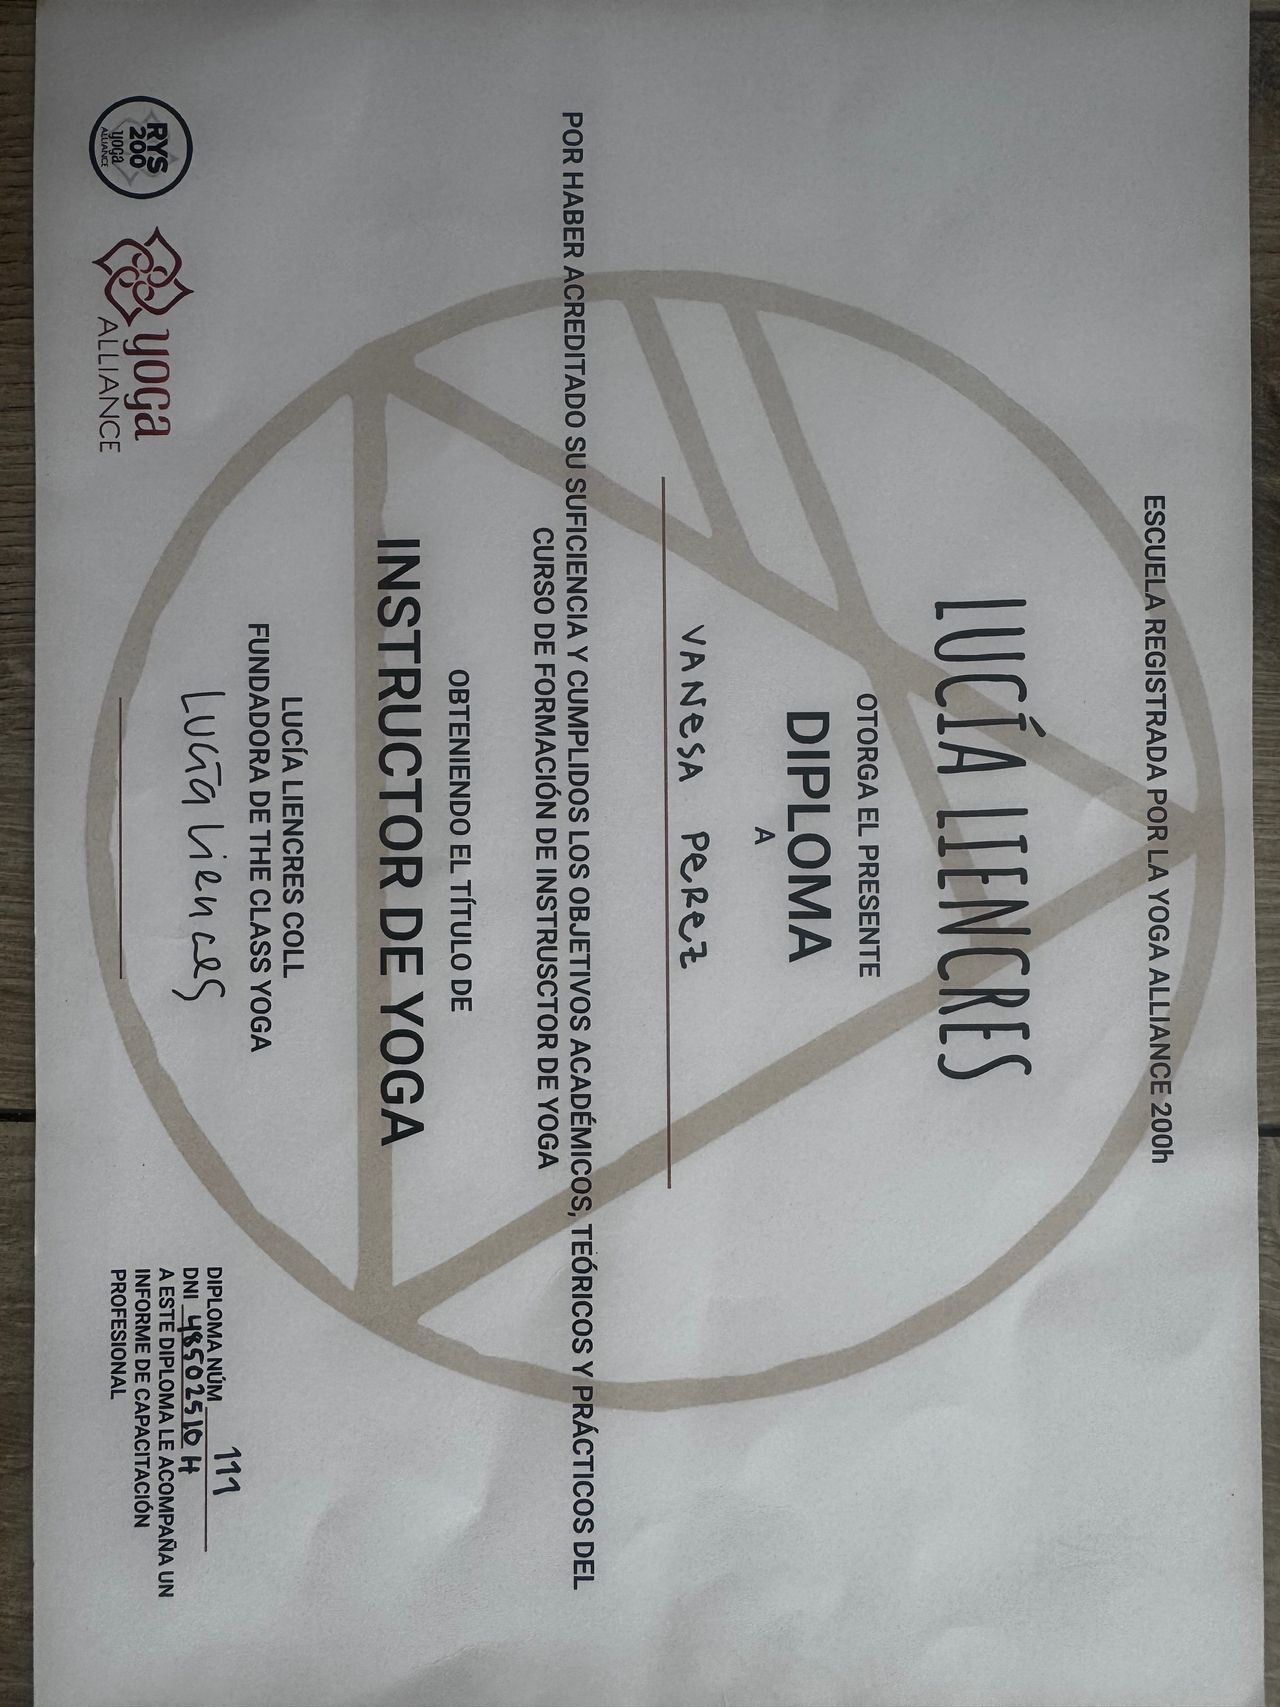 ESCUELA REGISTRADA POR LA YOGA ALLIANCE 200h
LUCÍA LIENCRES
OTORGA EL PRESENTE
DIPLOMA
A
VANESA PEREZ
POR HABER ACREDITADO SU SUFICIENCIA Y CUMPLIDOS LOS OBJETIVOS ACADÉMICOS, TEÓRICOS Y PRÁCTICOS DEL
CURSO DE FORMACIÓN DE INSTRUSCTOR DE YOGA
OBTENIENDO EL TÍTULO DE
INSTRUCTOR DE YOGA
LUCÍA LIENCRES COLL
FUNDADORA DE THE CLASS YOGA
Lucía Liencres
RYS
200
yoga
ALLIANCE
yoga
ALLIANCE
DIPLOMA NÚM 111
DNI 48502510H
A ESTE DIPLOMA LE ACOMPAÑA UN
INFORME DE CAPACITACIÓN
PROFESIONAL